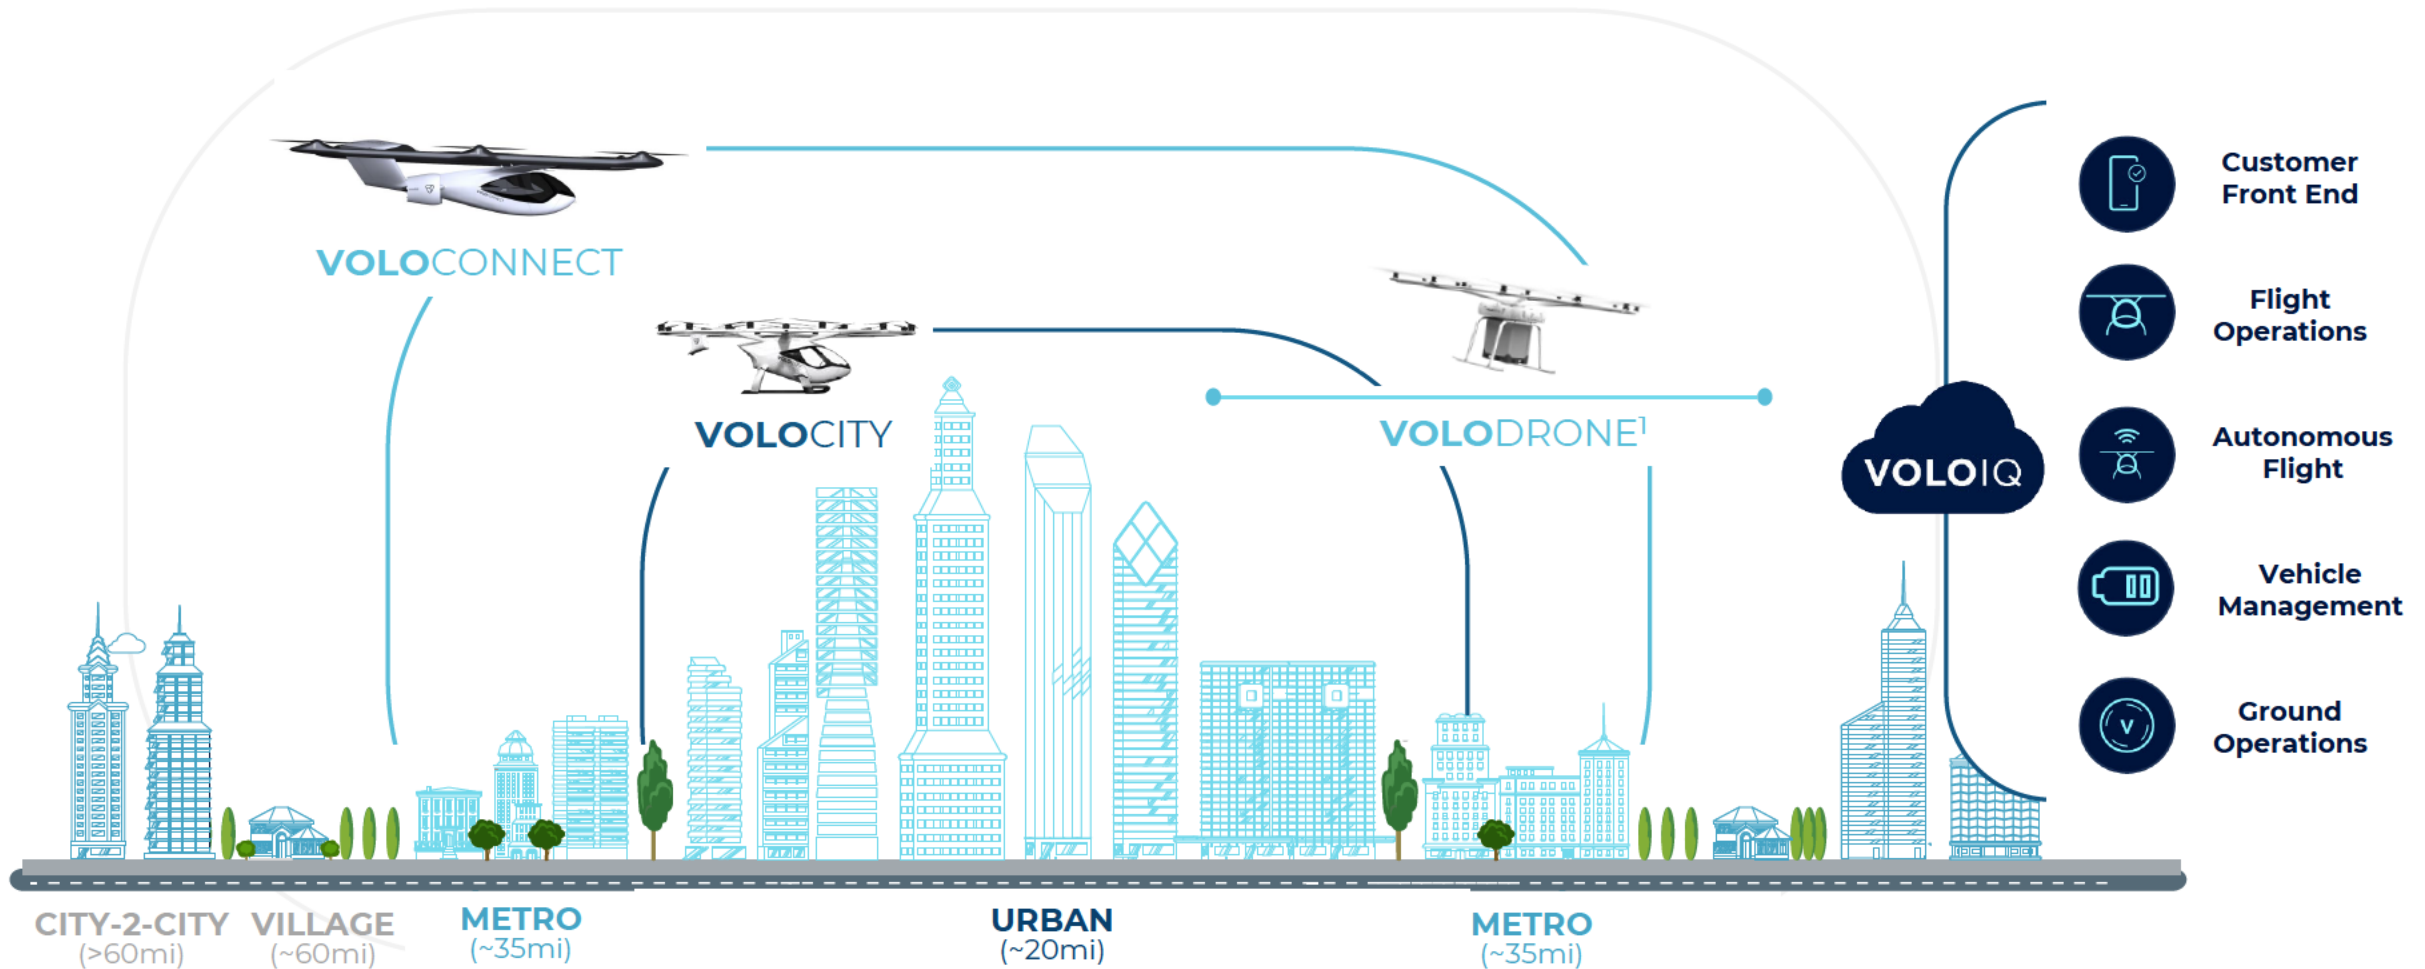 VOLOCONNECT
VOLOCITY
VOLODRONE¹
VOLOIQ
Customer
Front End
Flight
Operations
Autonomous
Flight
Vehicle
Management
V
Ground
Operations
CITY-2-CITY
(>60mi)
VILLAGE
(~60mi)
METRO
(~35mi)
URBAN
(~20mi)
METRO
(~35mi)